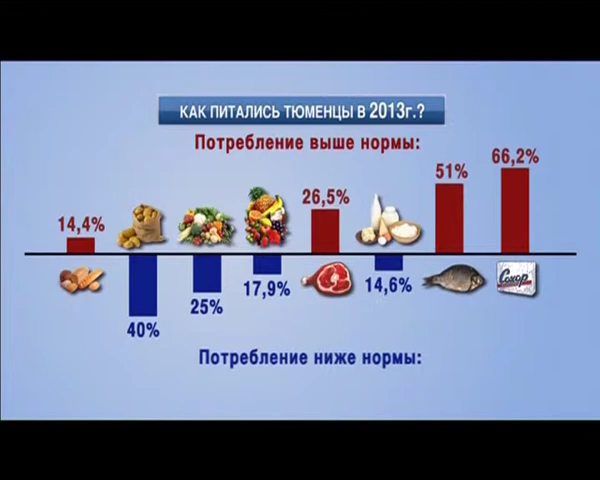 КАК ПИТАЛИСЬ ТЮМЕНЦЫ В 2013г.?
Потребление выше нормы:
14,4%
26,5%
51%
66,2%
40%
25%
17,9%
14,6%
Сахар
Потребление ниже нормы: